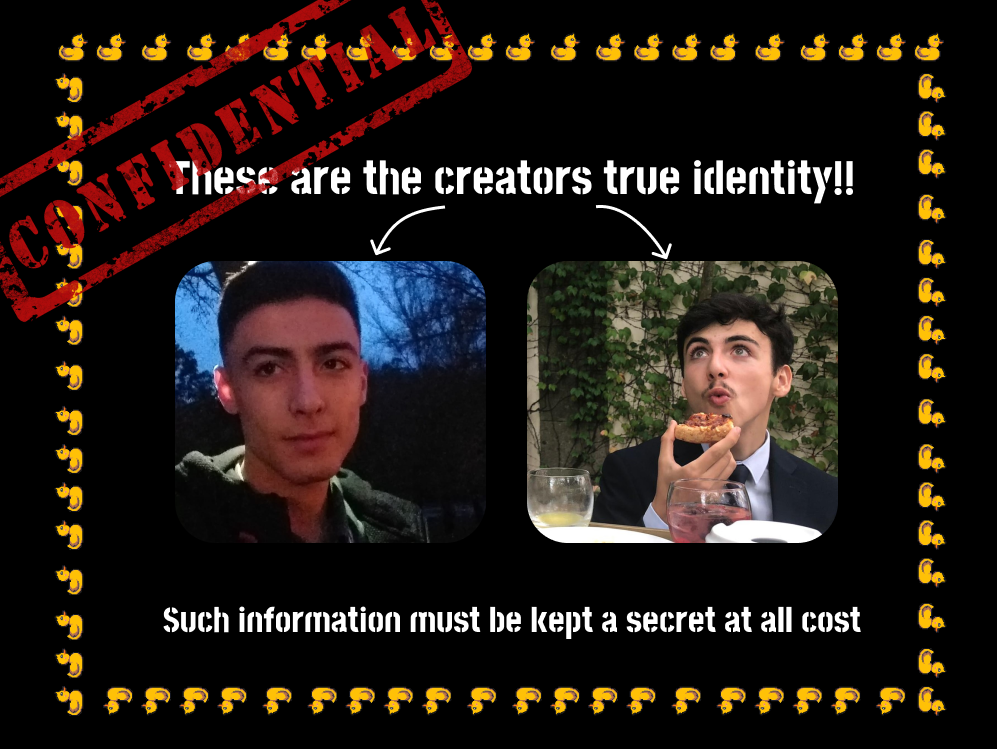 CONFIDENTIAL
These are the creators true identity!!
Such information must be kept a secret at all cost